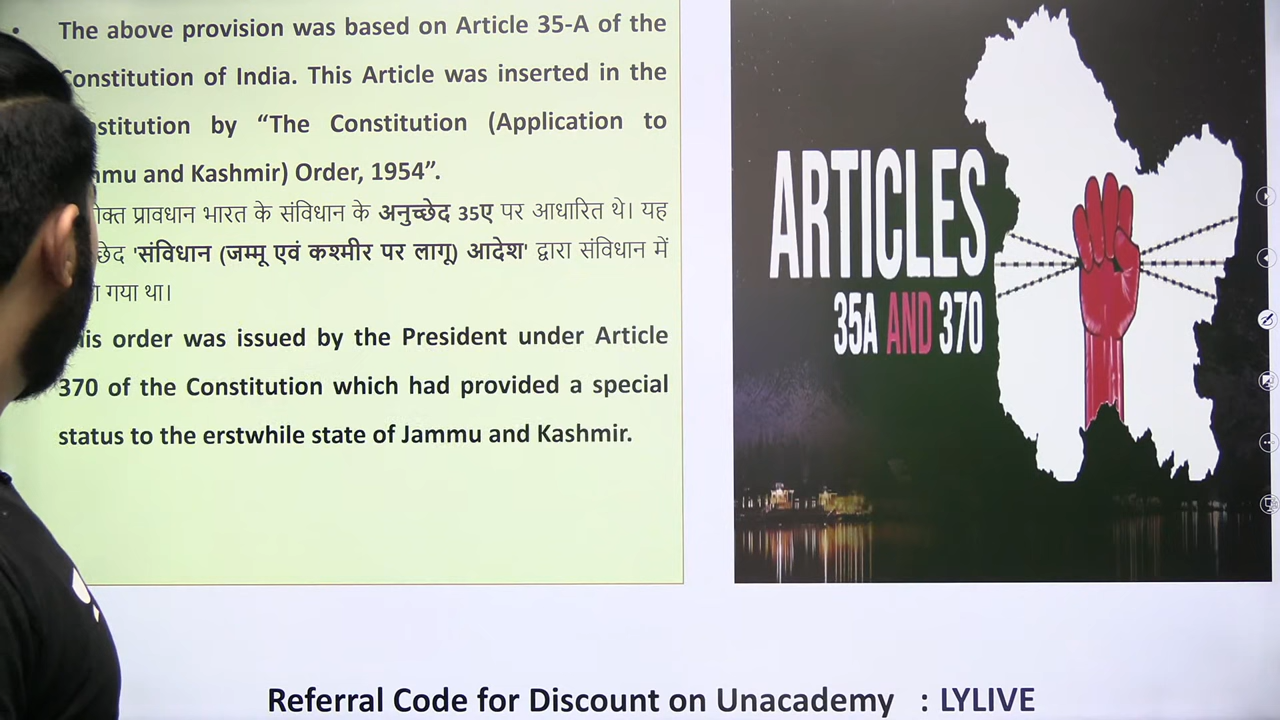 The above provision was based on Article 35-A of the
Constitution of India. This Article was inserted in the
by “The Constitution (Application to
and Kashmir) Order, 1954”.
प्रावधान भारत के संविधान के अनुच्छेद 35ए पर आधारित थे। यह
'संविधान (जम्मू एवं कश्मीर पर लागू) आदेश' द्वारा संविधान में
गया था।
order was issued by the President under Article
370 of the Constitution which had provided a special
status to the erstwhile state of Jammu and Kashmir.
ARTICLES
35A AND 370
Referral Code for Discount on Unacademy : LYLIVE